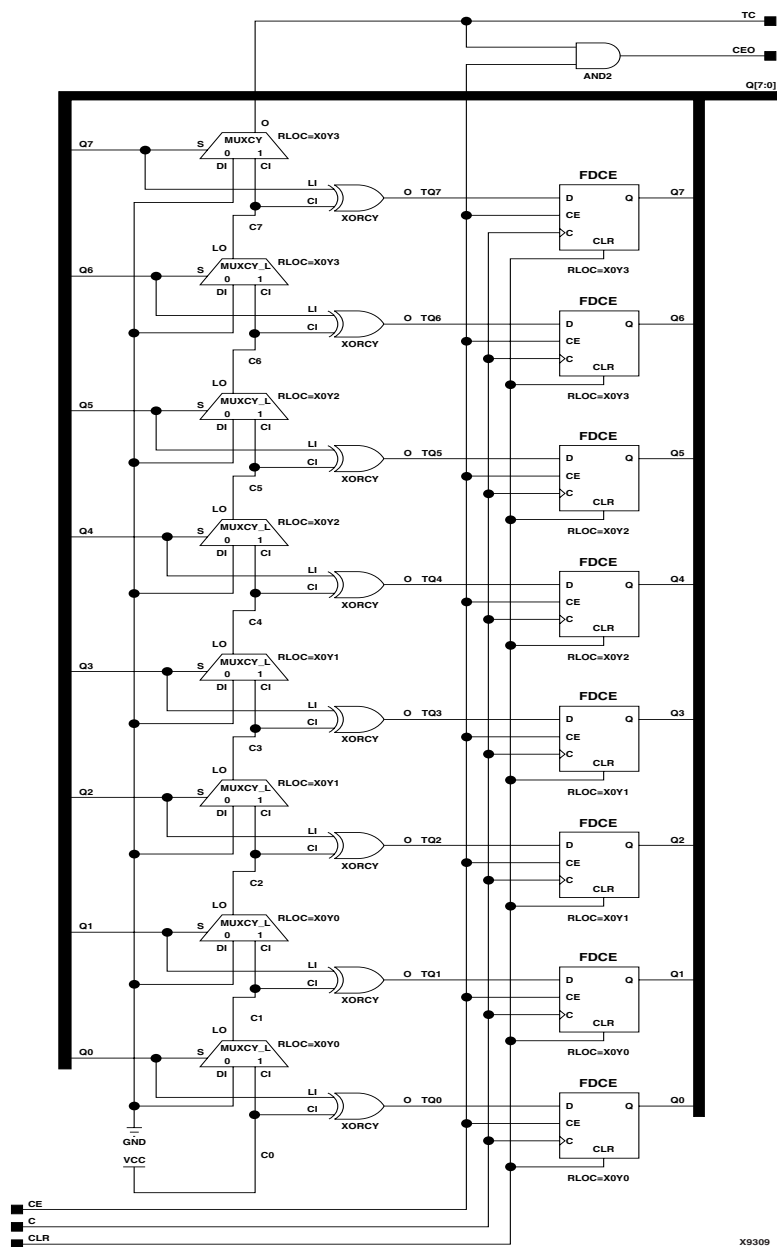 TC
CEO
AND2
Q[7:0]
O
Q7 S MUXCY RLOC=X0Y3
0 1
DI CI
FDCE
LI
CI
O TQ7
XORCY
D Q Q7
CE
C
CLR
RLOC=X0Y3
C7
LO
Q6 S MUXCY_L RLOC=X0Y3
0 1
DI CI
FDCE
LI
CI
O TQ6
XORCY
D Q Q6
CE
C
CLR
RLOC=X0Y3
C6
LO
Q5 S MUXCY_L RLOC=X0Y2
0 1
DI CI
FDCE
LI
CI
O TQ5
XORCY
D Q Q5
CE
C
CLR
RLOC=X0Y2
C5
LO
Q4 S MUXCY_L RLOC=X0Y2
0 1
DI CI
FDCE
LI
CI
O TQ4
XORCY
D Q Q4
CE
C
CLR
RLOC=X0Y2
C4
LO
Q3 S MUXCY_L RLOC=X0Y1
0 1
DI CI
FDCE
LI
CI
O TQ3
XORCY
D Q Q3
CE
C
CLR
RLOC=X0Y1
C3
LO
Q2 S MUXCY_L RLOC=X0Y1
0 1
DI CI
FDCE
LI
CI
O TQ2
XORCY
D Q Q2
CE
C
CLR
RLOC=X0Y1
C2
LO
Q1 S MUXCY_L RLOC=X0Y0
0 1
DI CI
FDCE
LI
CI
O TQ1
XORCY
D Q Q1
CE
C
CLR
RLOC=X0Y0
C1
LO
Q0 S MUXCY_L RLOC=X0Y0
0 1
DI CI
FDCE
LI
CI
O TQ0
XORCY
D Q Q0
CE
C
CLR
RLOC=X0Y0
GND
VCC
C0
CE
C
CLR
X9309